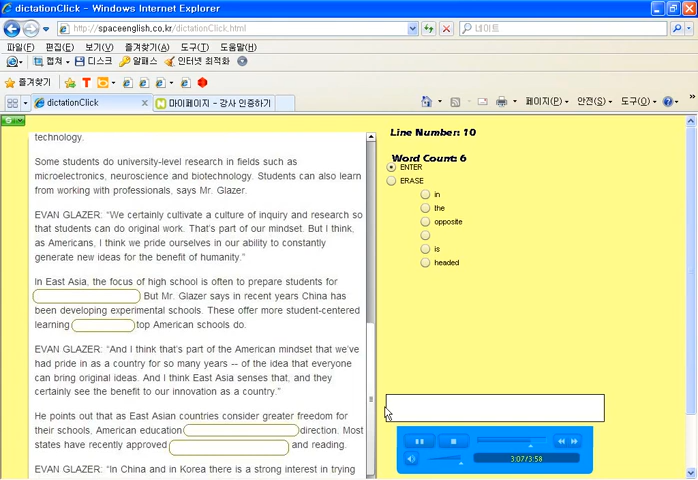 dictationClick - Windows Internet Explorer
http://spaceenglish.co.kr/dictationClick.html
네이트
파일(F) 편집(E) 보기(V) 즐겨찾기(A) 도구(T) 도움말(H)
캡쳐 디스크 알패스 인터넷 최적화
즐겨찾기
dictationClick 마이페이지 - 강사 인증하기 페이지(P) 안전(S) 도구(O)
technology.
Some students do university-level research in fields such as
microelectronics, neuroscience and biotechnology. Students can also learn
from working with professionals, says Mr. Glazer.
EVAN GLAZER: “We certainly cultivate a culture of inquiry and research so
that students can do original work. That’s part of our mindset. But I think,
as Americans, I think we pride ourselves in our ability to constantly
generate new ideas for the benefit of humanity.”
In East Asia, the focus of high school is often to prepare students for
But Mr. Glazer says in recent years China has
been developing experimental schools. These offer more student-centered
learning top American schools do.
EVAN GLAZER: “And I think that’s part of the American mindset that we’ve
had pride in as a country for so many years -- of the idea that everyone
can bring original ideas. And I think East Asia senses that, and they
certainly see the benefit to our innovation as a country.”
He points out that as East Asian countries consider greater freedom for
their schools, American education direction. Most
states have recently approved and reading.
EVAN GLAZER: “In China and in Korea there is a strong interest in trying
Line Number: 10
Word Count: 6
ENTER
ERASE
in
the
opposite
is
headed
3:07/3:58